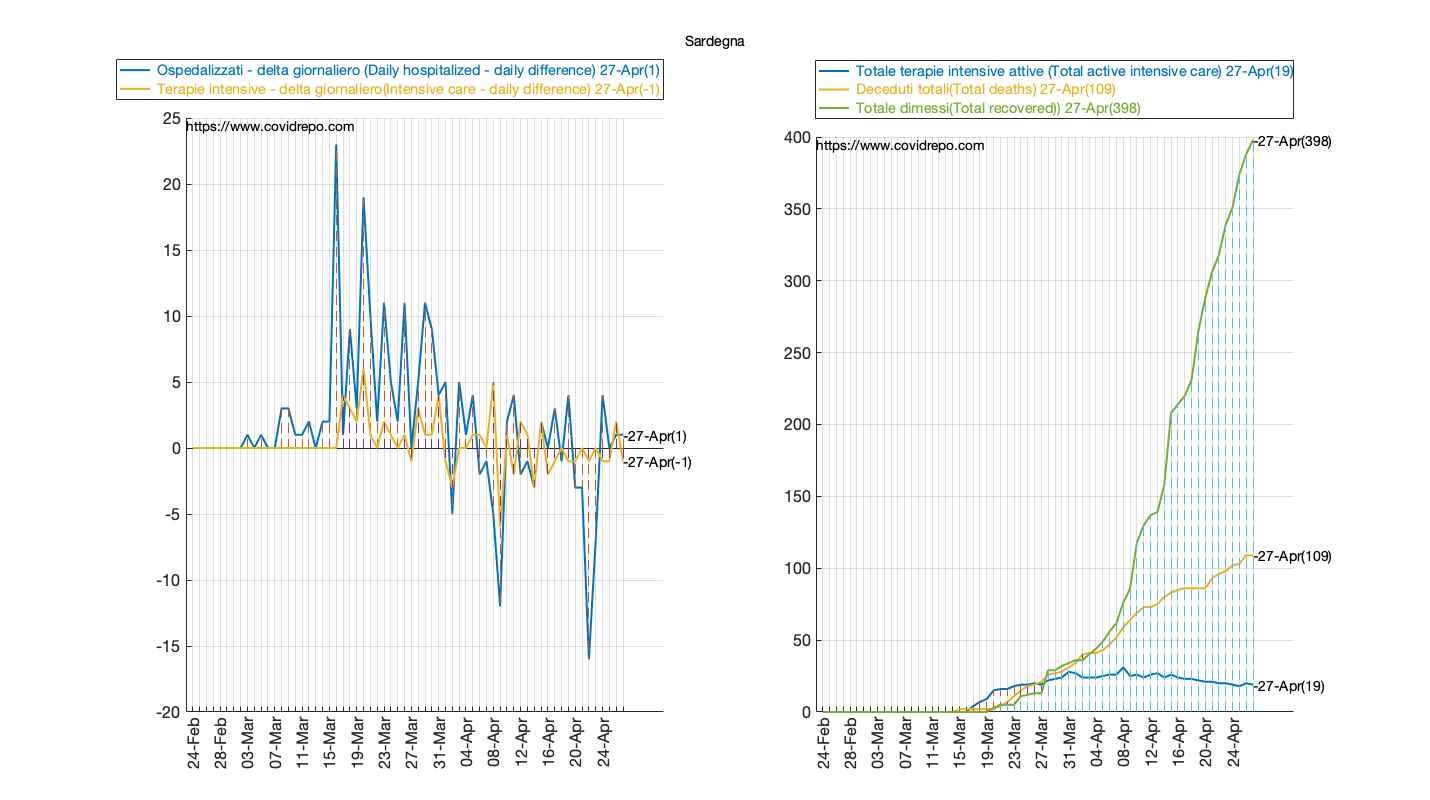 Sardegna
Ospedalizzati - delta giornaliero (Daily hospitalized - daily difference) 27-Apr(1)
Terapie intensive - delta giornaliero(Intensive care - daily difference) 27-Apr(-1)
25
https://www.covidrepo.com
20
15
10
5
0
-5
-10
-15
-20
-27-Apr(1)
-27-Apr(-1)
24-Feb
28-Feb
03-Mar
07-Mar
11-Mar
15-Mar
19-Mar
23-Mar
27-Mar
31-Mar
04-Apr
08-Apr
12-Apr
16-Apr
20-Apr
24-Apr
Totale terapie intensive attive (Total active intensive care) 27-Apr(19)
Deceduti totali(Total deaths) 27-Apr(109)
Totale dimessi(Total recovered)) 27-Apr(398)
400
https://www.covidrepo.com
350
300
250
200
150
100
50
0
-27-Apr(398)
-27-Apr(109)
-27-Apr(19)
24-Feb
28-Feb
03-Mar
07-Mar
11-Mar
15-Mar
19-Mar
23-Mar
27-Mar
31-Mar
04-Apr
08-Apr
12-Apr
16-Apr
20-Apr
24-Apr